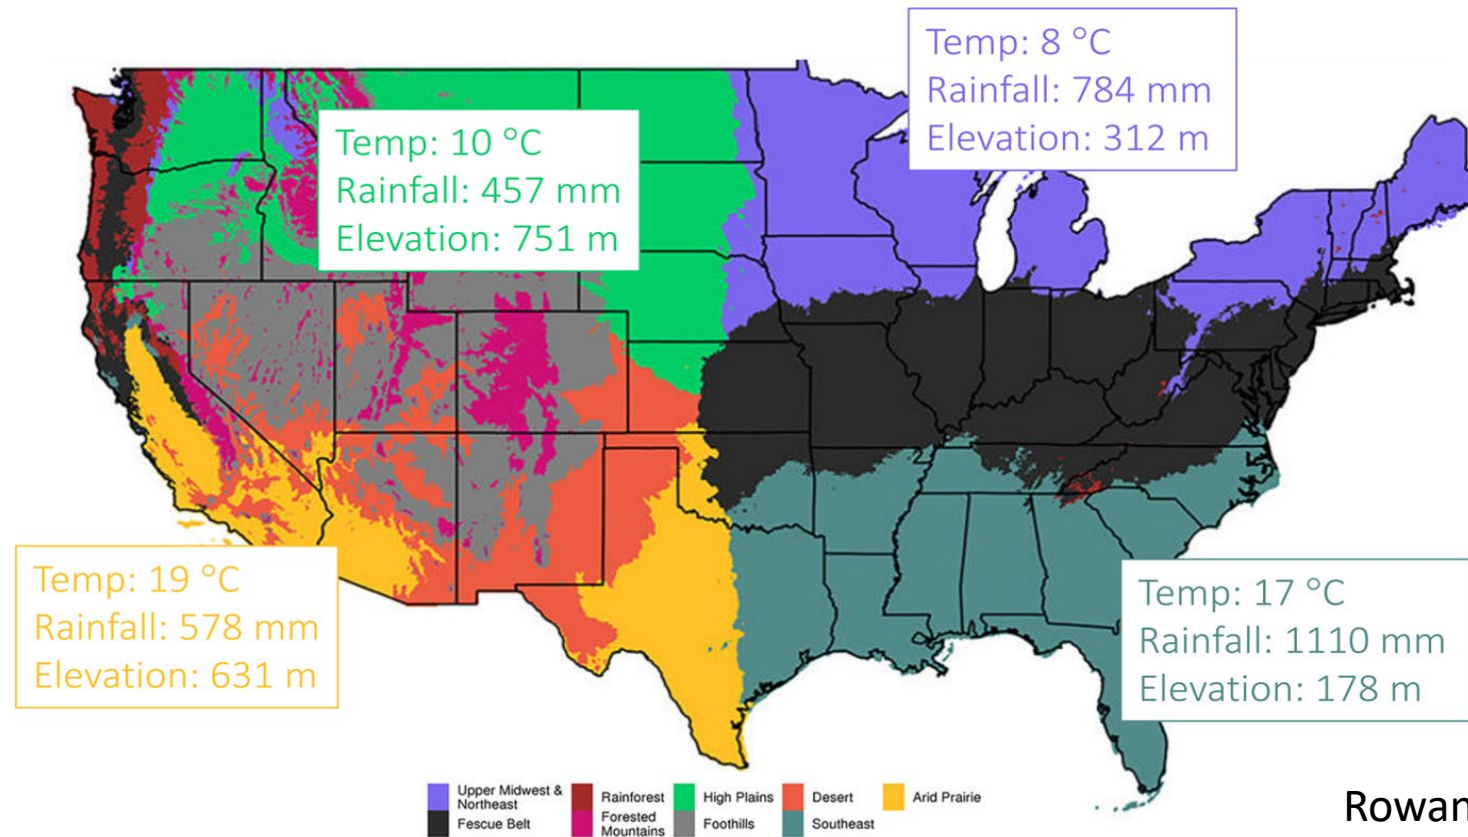 Temp: 8 °C
Rainfall: 784 mm
Elevation: 312 m
Temp: 10 °C
Rainfall: 457 mm
Elevation: 751 m
Temp: 19 °C
Rainfall: 578 mm
Elevation: 631 m
Temp: 17 °C
Rainfall: 1110 mm
Elevation: 178 m
Upper Midwest &
Northeast
Fescue Belt
Rainforest
Forested
Mountains
High Plains
Foothills
Desert
Southeast
Arid Prairie
Rowan